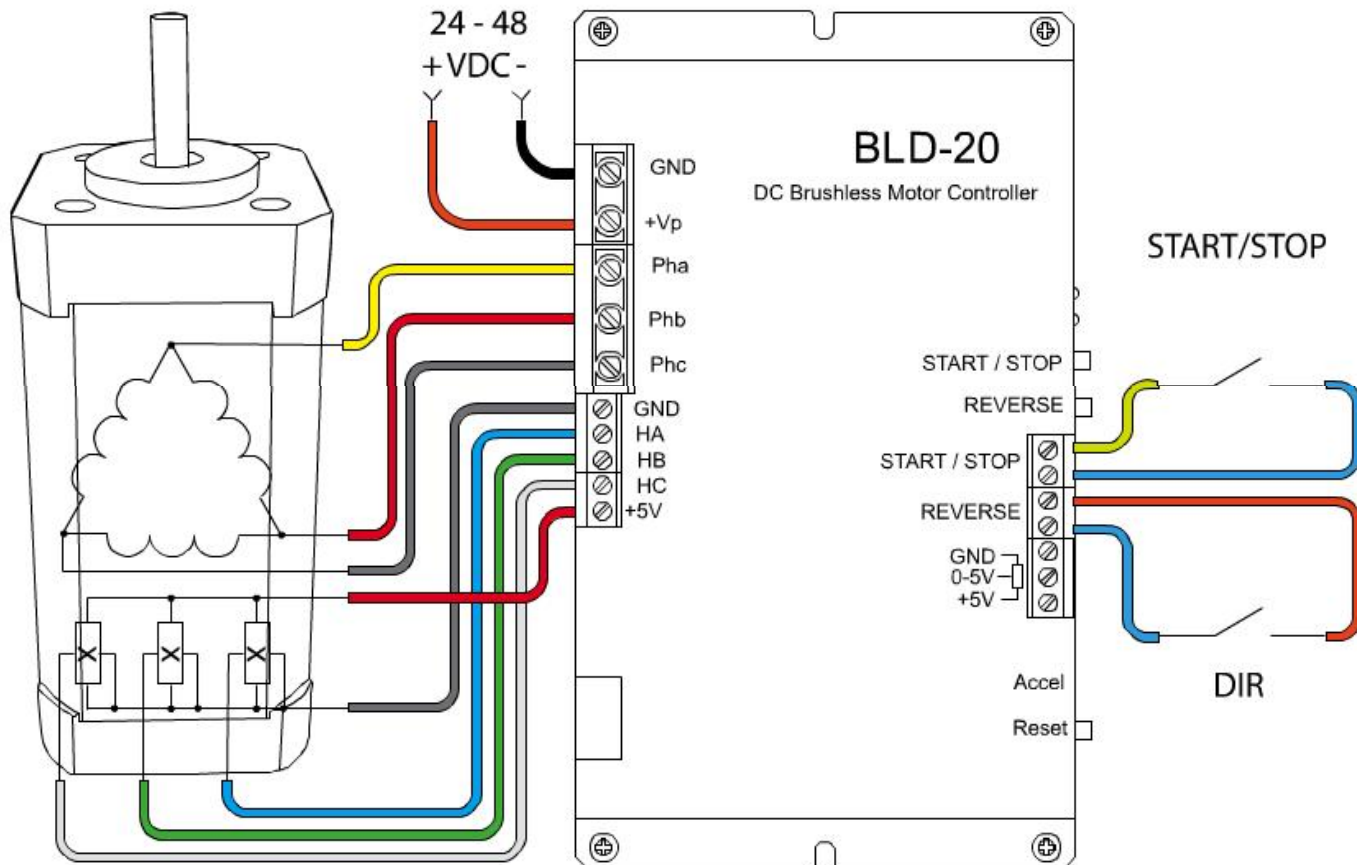 24 - 48
+ VDC -
BLD-20
DC Brushless Motor Controller
GND
+Vp
Pha
Phb
Phc
GND
HA
HB
HC
+5V
START / STOP
REVERSE
START / STOP
REVERSE
GND
0-5V
+5V
Accel
Reset
START/STOP
DIR